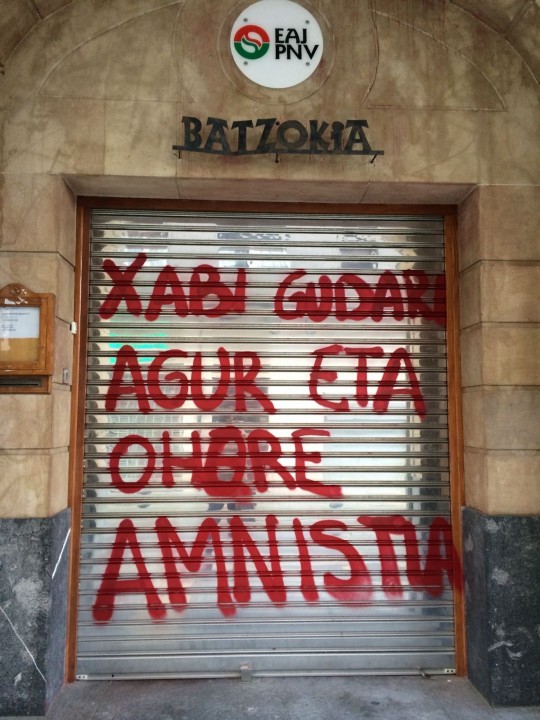 EAJ
PNV
BATZOKiA
XABI GUDARI
AGUR ETA
OHORE
AMNISTIA